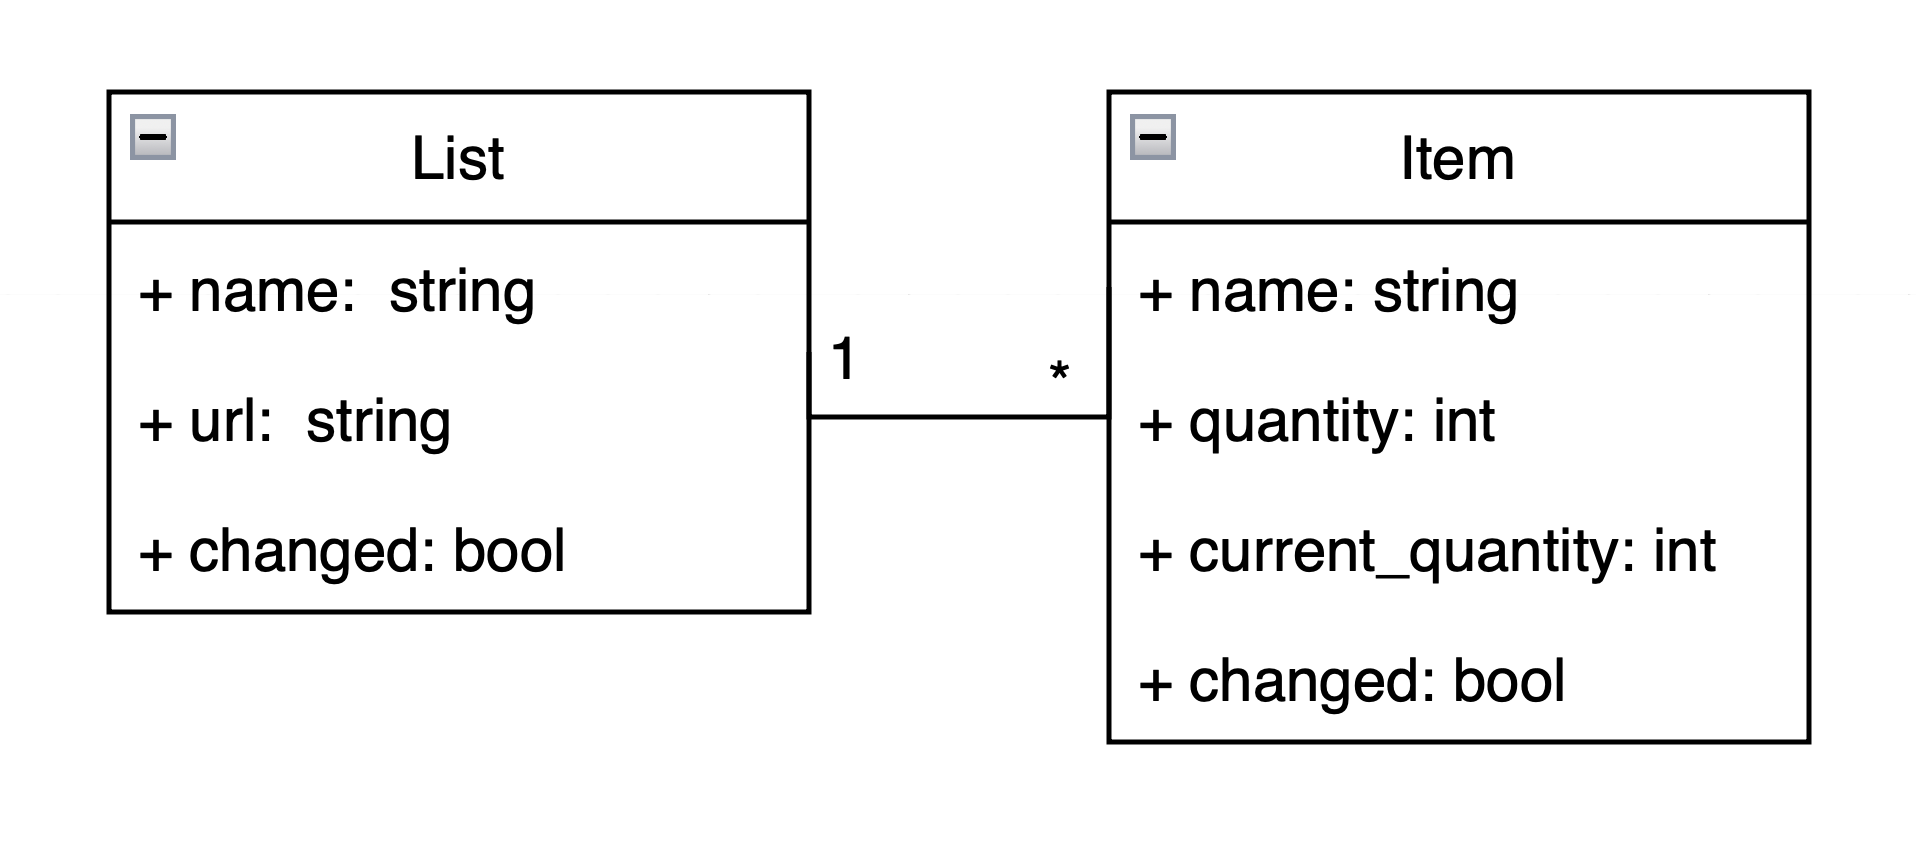 List
+ name:  string
+ url:  string
+ changed: bool
1
*
Item
+ name: string
+ quantity: int
+ current_quantity: int
+ changed: bool